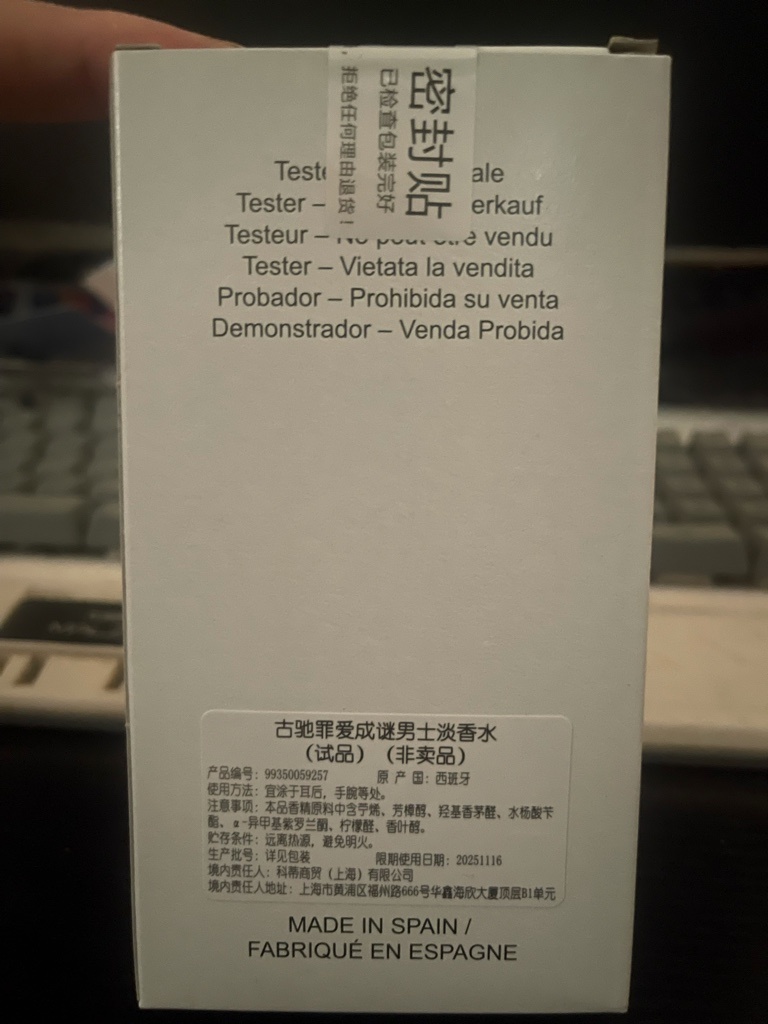 密封贴
已检查包装完好
拒绝任何理由退货！
Teste ale
Tester – erkauf
Testeur – No peut être vendu
Tester – Vietata la vendita
Probador – Prohibida su venta
Demonstrador – Venda Probida
古驰罪爱成谜男士淡香水
（试品）（非卖品）
产品编号：99350059257 原 产 国：西班牙
使用方法：宜涂于耳后，手腕等处。
注意事项：本品香精原料中含苧烯、芳樟醇、羟基香茅醛、水杨酸苄
酯、α-异甲基紫罗兰酮、柠檬醛、香叶醇。
贮存条件：远离热源，避免明火。
生产批号：详见包装 限期使用日期：20251116
境内责任人：科蒂商贸（上海）有限公司
境内责任人地址：上海市黄浦区福州路666号华鑫海欣大厦顶层B1单元
MADE IN SPAIN /
FABRIQUÉ EN ESPAGNE